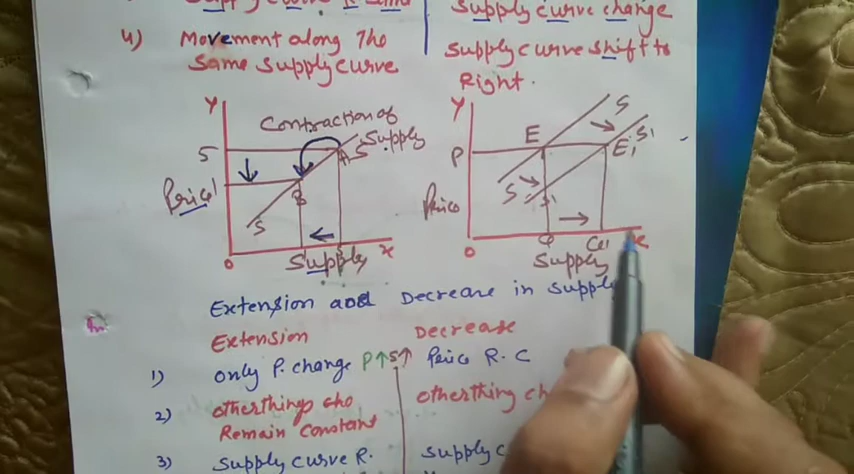 Supply curve change
4) Movement along The
Same supply curve
Supply curve shift to
Right.
Y
Contraction of
Supply
5
A
S
Price
B
S
O
Supply
X
Y
S
E
S1
E1
P
S
S1
Price
O
Q
Q1
X
Supply
Extension and Decrease in supply
Extension
Decrease
1) only P. change P↑S↑
Price R. C
2) otherthings
Remain Constant
otherthing ch
3) Supply curve R.
Supply c